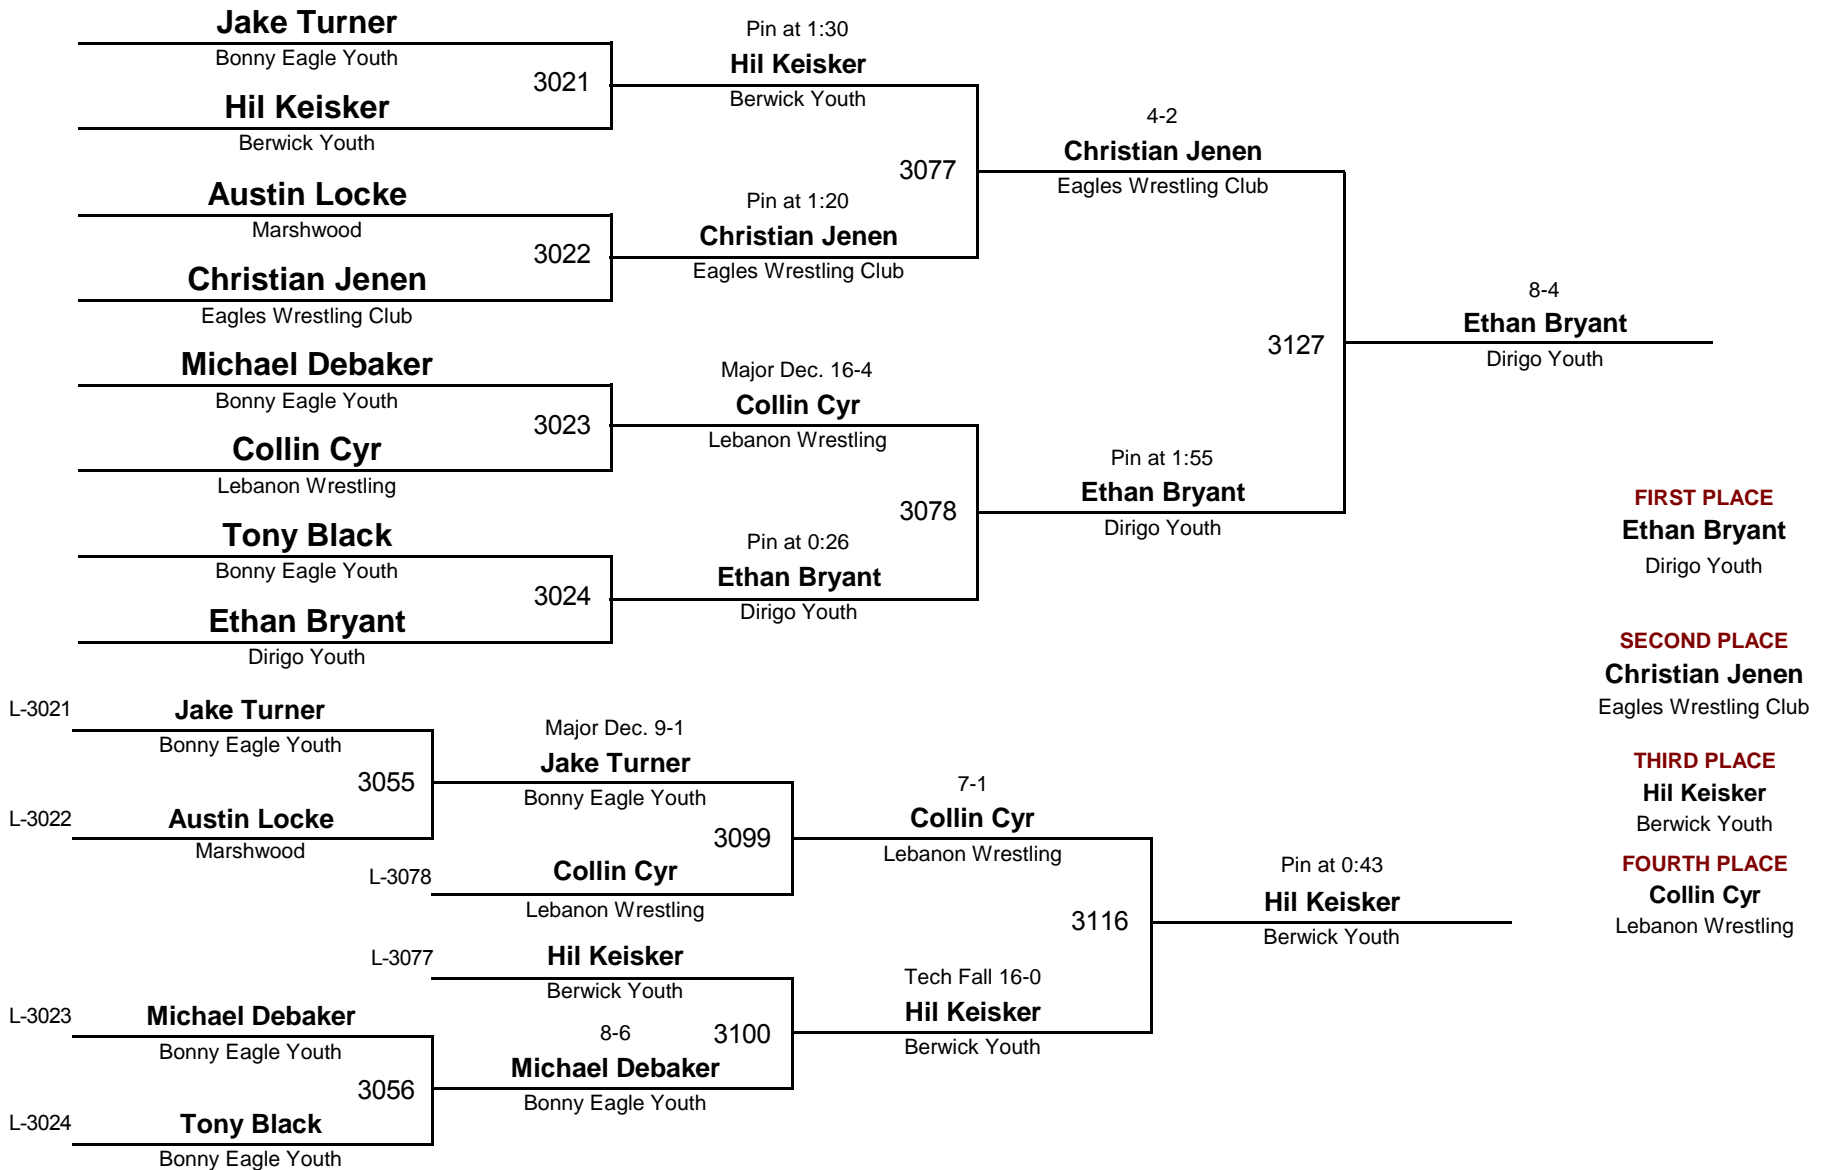 Jake Turner
Bonny Eagle Youth
3021
Hil Keisker
Berwick Youth
Austin Locke
Marshwood
3022
Christian Jenen
Eagles Wrestling Club
Michael Debaker
Bonny Eagle Youth
3023
Collin Cyr
Lebanon Wrestling
Tony Black
Bonny Eagle Youth
3024
Ethan Bryant
Dirigo Youth
Pin at 1:30
Hil Keisker
Berwick Youth
3077
Pin at 1:20
Christian Jenen
Eagles Wrestling Club
Major Dec. 16-4
Collin Cyr
Lebanon Wrestling
3078
Pin at 0:26
Ethan Bryant
Dirigo Youth
4-2
Christian Jenen
Eagles Wrestling Club
3127
Pin at 1:55
Ethan Bryant
Dirigo Youth
8-4
Ethan Bryant
Dirigo Youth
FIRST PLACE
Ethan Bryant
Dirigo Youth
SECOND PLACE
Christian Jenen
Eagles Wrestling Club
THIRD PLACE
Hil Keisker
Berwick Youth
FOURTH PLACE
Collin Cyr
Lebanon Wrestling
L-3021
Jake Turner
Bonny Eagle Youth
3055
L-3022
Austin Locke
Marshwood
Major Dec. 9-1
Jake Turner
Bonny Eagle Youth
3099
L-3078
Collin Cyr
Lebanon Wrestling
L-3077
Hil Keisker
Berwick Youth
3100
L-3023
Michael Debaker
Bonny Eagle Youth
3056
L-3024
Tony Black
Bonny Eagle Youth
8-6
Michael Debaker
Bonny Eagle Youth
7-1
Collin Cyr
Lebanon Wrestling
3116
Tech Fall 16-0
Hil Keisker
Berwick Youth
Pin at 0:43
Hil Keisker
Berwick Youth